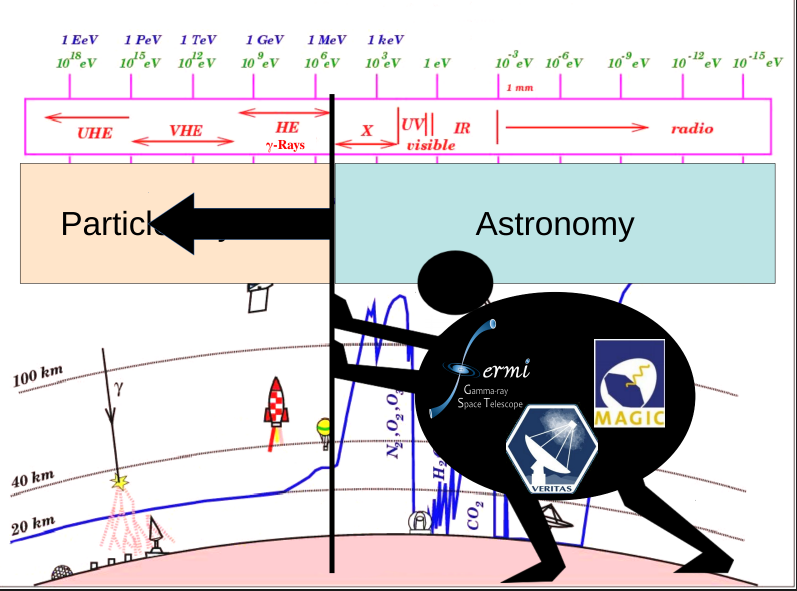 1 EeV 1 PeV 1 TeV 1 GeV 1 MeV 1 keV
10^18 eV 10^15 eV 10^12 eV 10^9 eV 10^6 eV 10^3 eV 1 eV 10^-3 eV 10^-6 eV 10^-9 eV 10^-12 eV 10^-15 eV
1 mm
UHE VHE HE X UV IR radio
γ-Rays visible
Astronomy
100 km
γ
40 km
20 km
N2,O2,O
CO2
ermi
Gamma-ray
Space Telescope
MAGIC
VERITAS